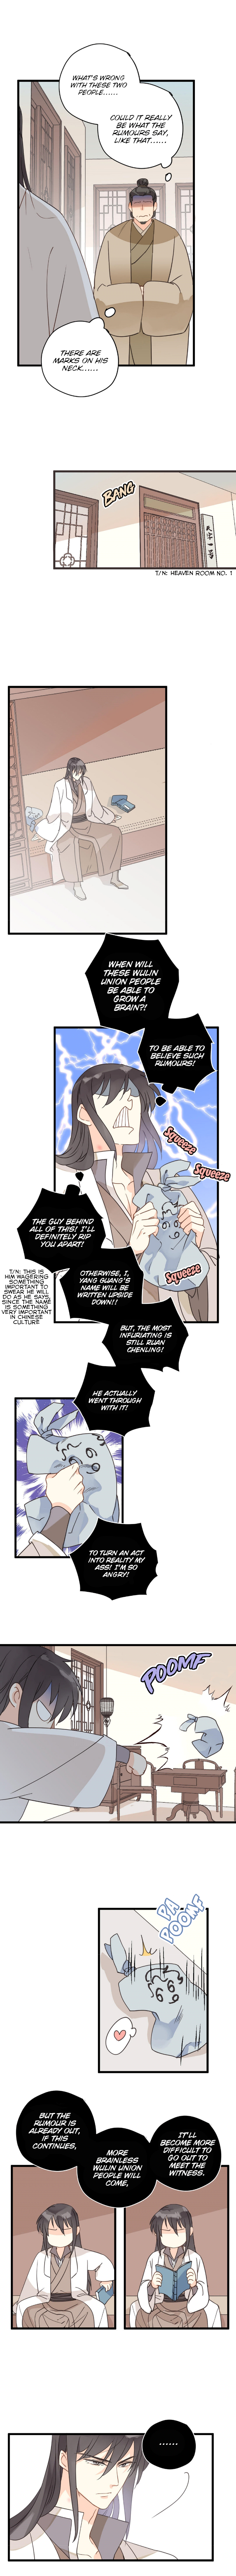 WHAT'S WRONG
WITH THESE TWO
PEOPLE......
COULD IT REALLY
BE WHAT THE
RUMOURS SAY,
LIKE THAT......
THERE ARE
MARKS ON HIS
NECK......
BANG
T/N: HEAVEN ROOM NO. 1
WHEN WILL
THESE WULIN
UNION PEOPLE
BE ABLE TO
GROW A
BRAIN?!
TO BE ABLE TO
BELIEVE SUCH
RUMOURS!
Squeeze
Squeeze
Squeeze
THE GUY BEHIND
ALL OF THIS! I'LL
DEFINITELY RIP
YOU APART!
OTHERWISE, I,
YANG GUANG'S
NAME WILL BE
WRITTEN UPSIDE
DOWN!!
T/N: THIS IS
HIM WAGERING
SOMETHING
IMPORTANT TO
SWEAR HE WILL
DO AS HE SAYS,
SINCE THE NAME
IS SOMETHING
VERY IMPORTANT
IN CHINESE
CULTURE
BUT, THE MOST
INFURIATING IS
STILL RUAN
CHENLING!
HE ACTUALLY
WENT THROUGH
WITH IT!
TO TURN AN ACT
INTO REALITY MY
ASS! I'M SO
ANGRY!
POOMF
PA
POOMF
BUT THE
RUMOUR IS
ALREADY OUT,
IF THIS
CONTINUES,
MORE
BRAINLESS
WULIN UNION
PEOPLE WILL
COME,
IT'LL
BECOME MORE
DIFFICULT TO
GO OUT TO
MEET THE
WITNESS.
......